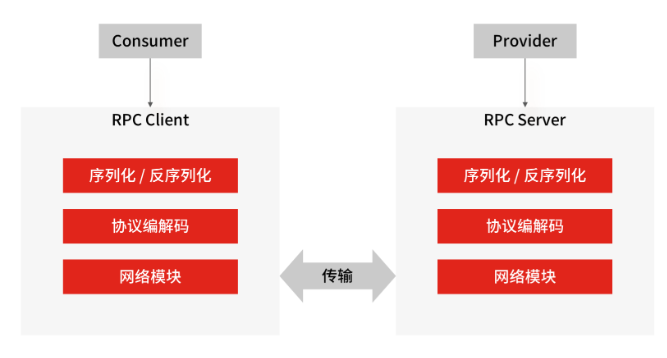 Consumer
Provider
RPC Client
RPC Server
序列化 / 反序列化
序列化 / 反序列化
协议编解码
协议编解码
网络模块
传输
网络模块